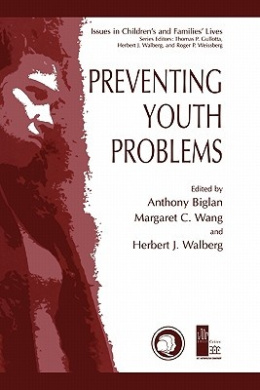 Issues in Children's and Families' Lives
Series Editors: Thomas P. Gullotta,
Herbert J. Walberg, and Roger P. Weissberg
PREVENTING
YOUTH
PROBLEMS
Edited by
Anthony Biglan
Margaret C. Wang
and
Herbert J. Walberg